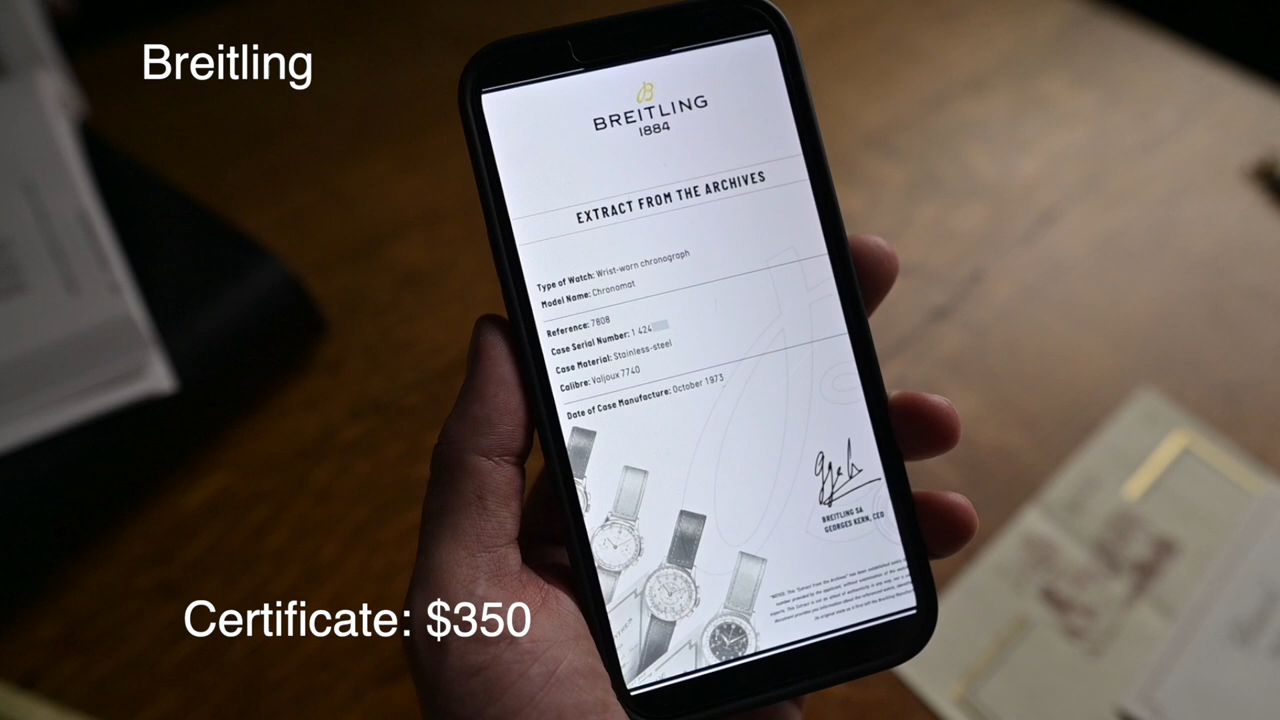 Breitling
BREITLING
1884
EXTRACT FROM THE ARCHIVES
Type of Watch: Wrist-worn chronograph
Model Name: Chronomat
Reference: 7808
Case Serial Number: 1 424
Case Material: Stainless-steel
Calibre: Valjoux 7740
Date of Case Manufacture: October 1973
BREITLING SA
GEORGES KERN, CEO
Certificate: $350